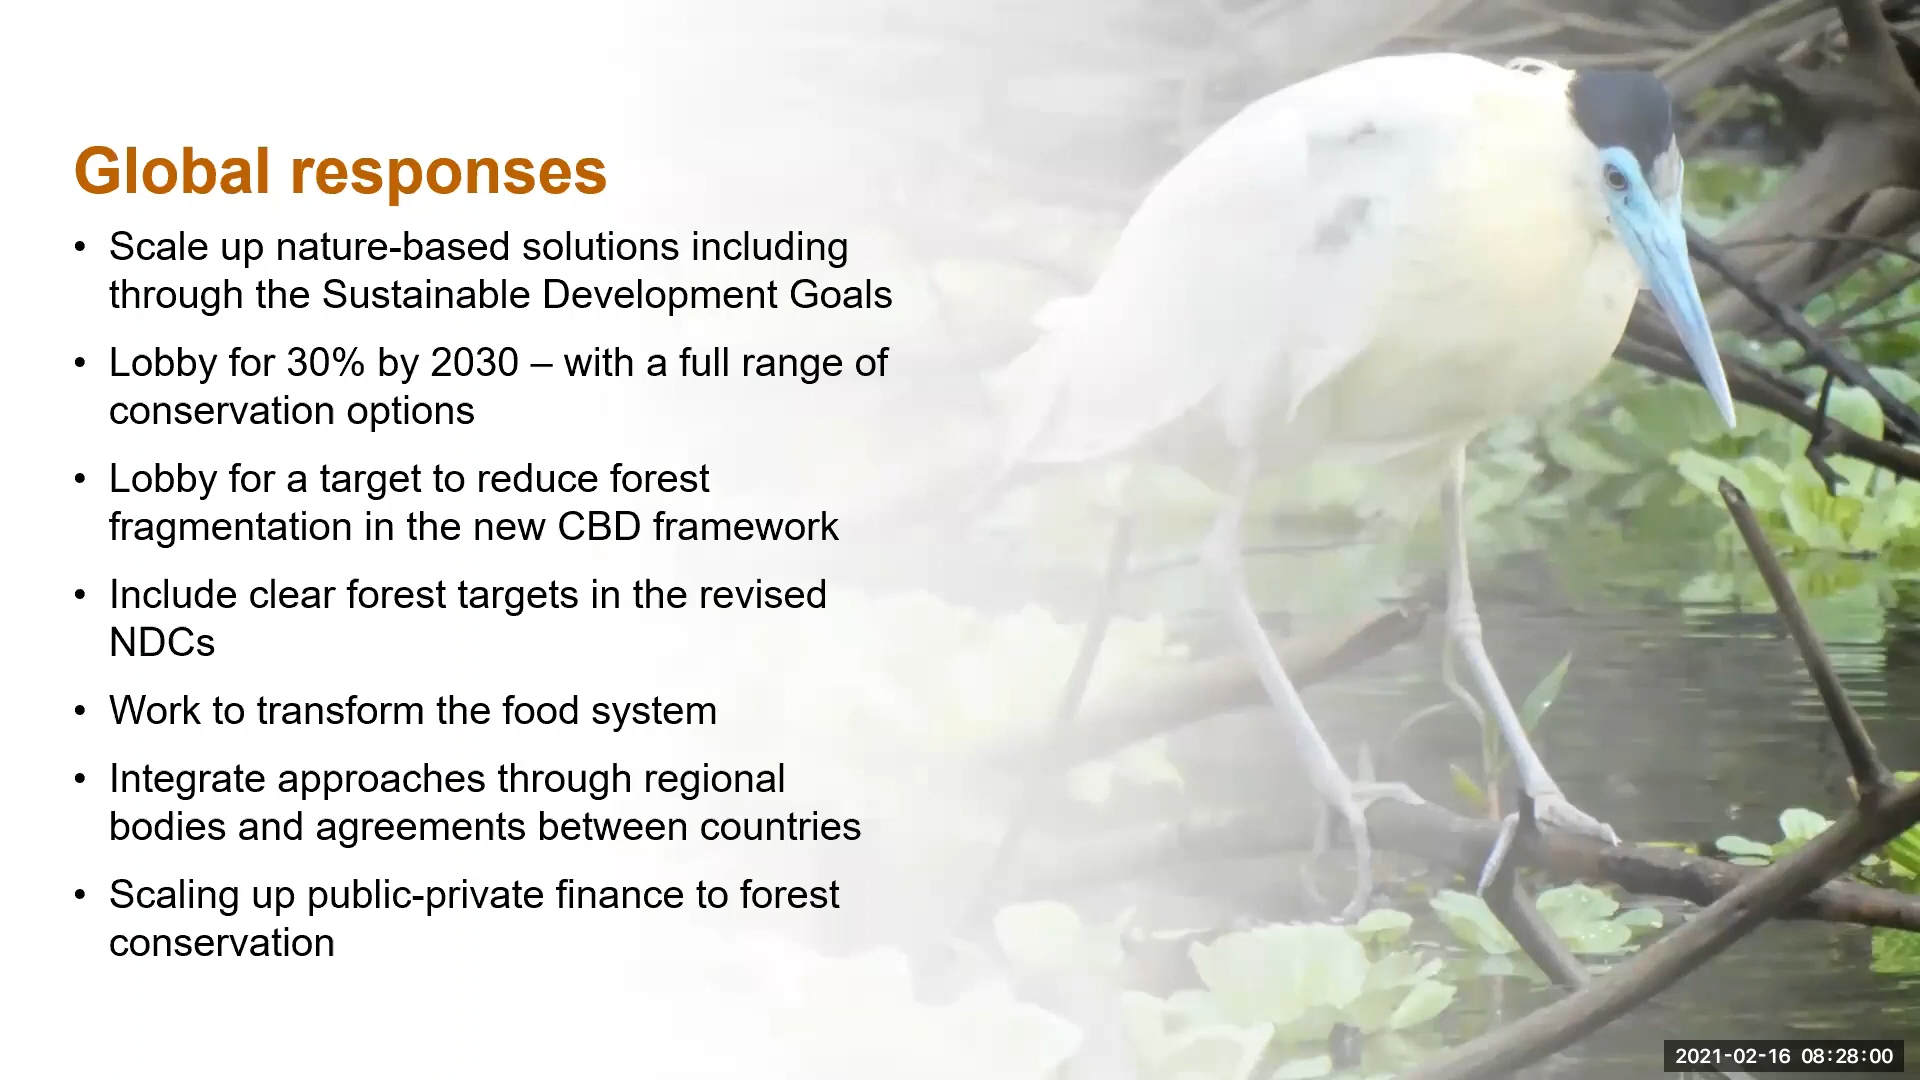 Global responses
• Scale up nature-based solutions including
through the Sustainable Development Goals
• Lobby for 30% by 2030 – with a full range of
conservation options
• Lobby for a target to reduce forest
fragmentation in the new CBD framework
• Include clear forest targets in the revised
NDCs
• Work to transform the food system
• Integrate approaches through regional
bodies and agreements between countries
• Scaling up public-private finance to forest
conservation
2021-02-16 08:28:00